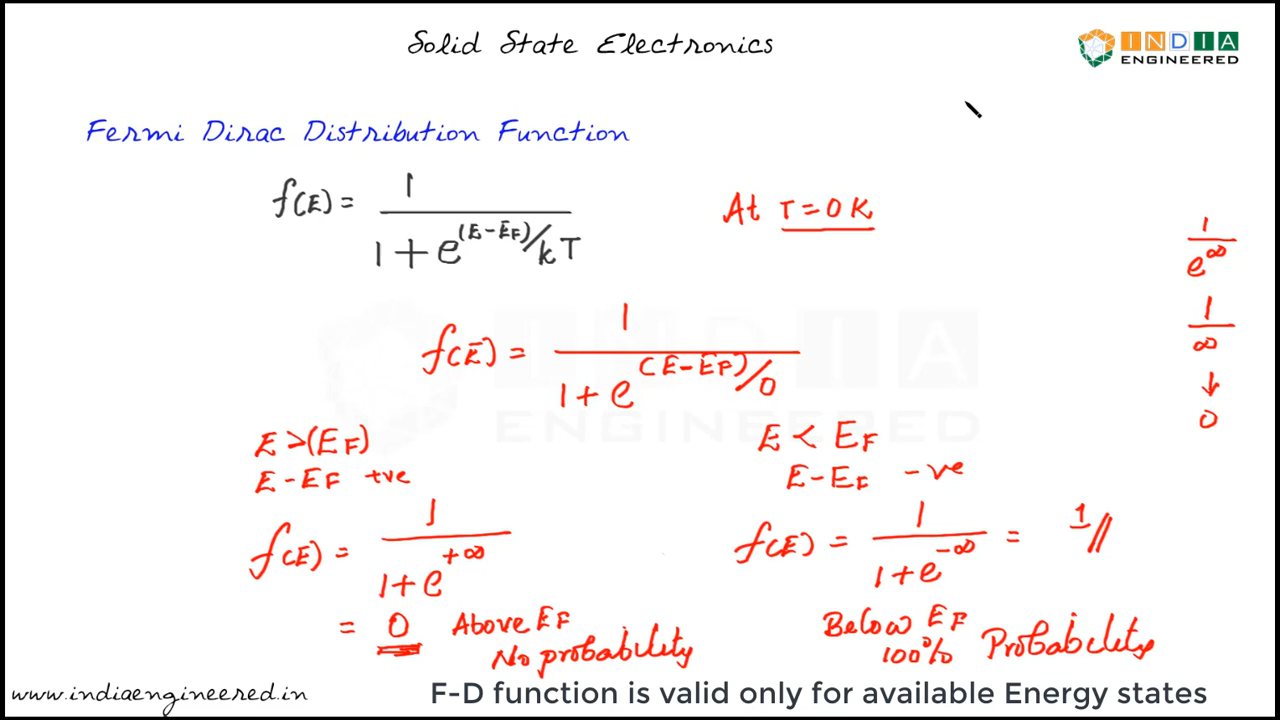 Solid State Electronics
INDIA
ENGINEERED
Fermi Dirac Distribution Function
f(E) = 1 / 1 + e^(E-EF)/kT
At T = 0 K
1 / e^∞
1 / ∞
↓
0
f(E) = 1 / 1 + e^(E-EF)/0
INDIA
ENGINEERED
E >(EF)
E - EF +ve
f(E) = 1 / 1 + e^+∞
= 0 Above EF
No probability
E < EF
E - EF -ve
f(E) = 1 / 1 + e^-∞ = 1//
Below EF
100% Probability
www.indiaengineered.in
F-D function is valid only for available Energy states